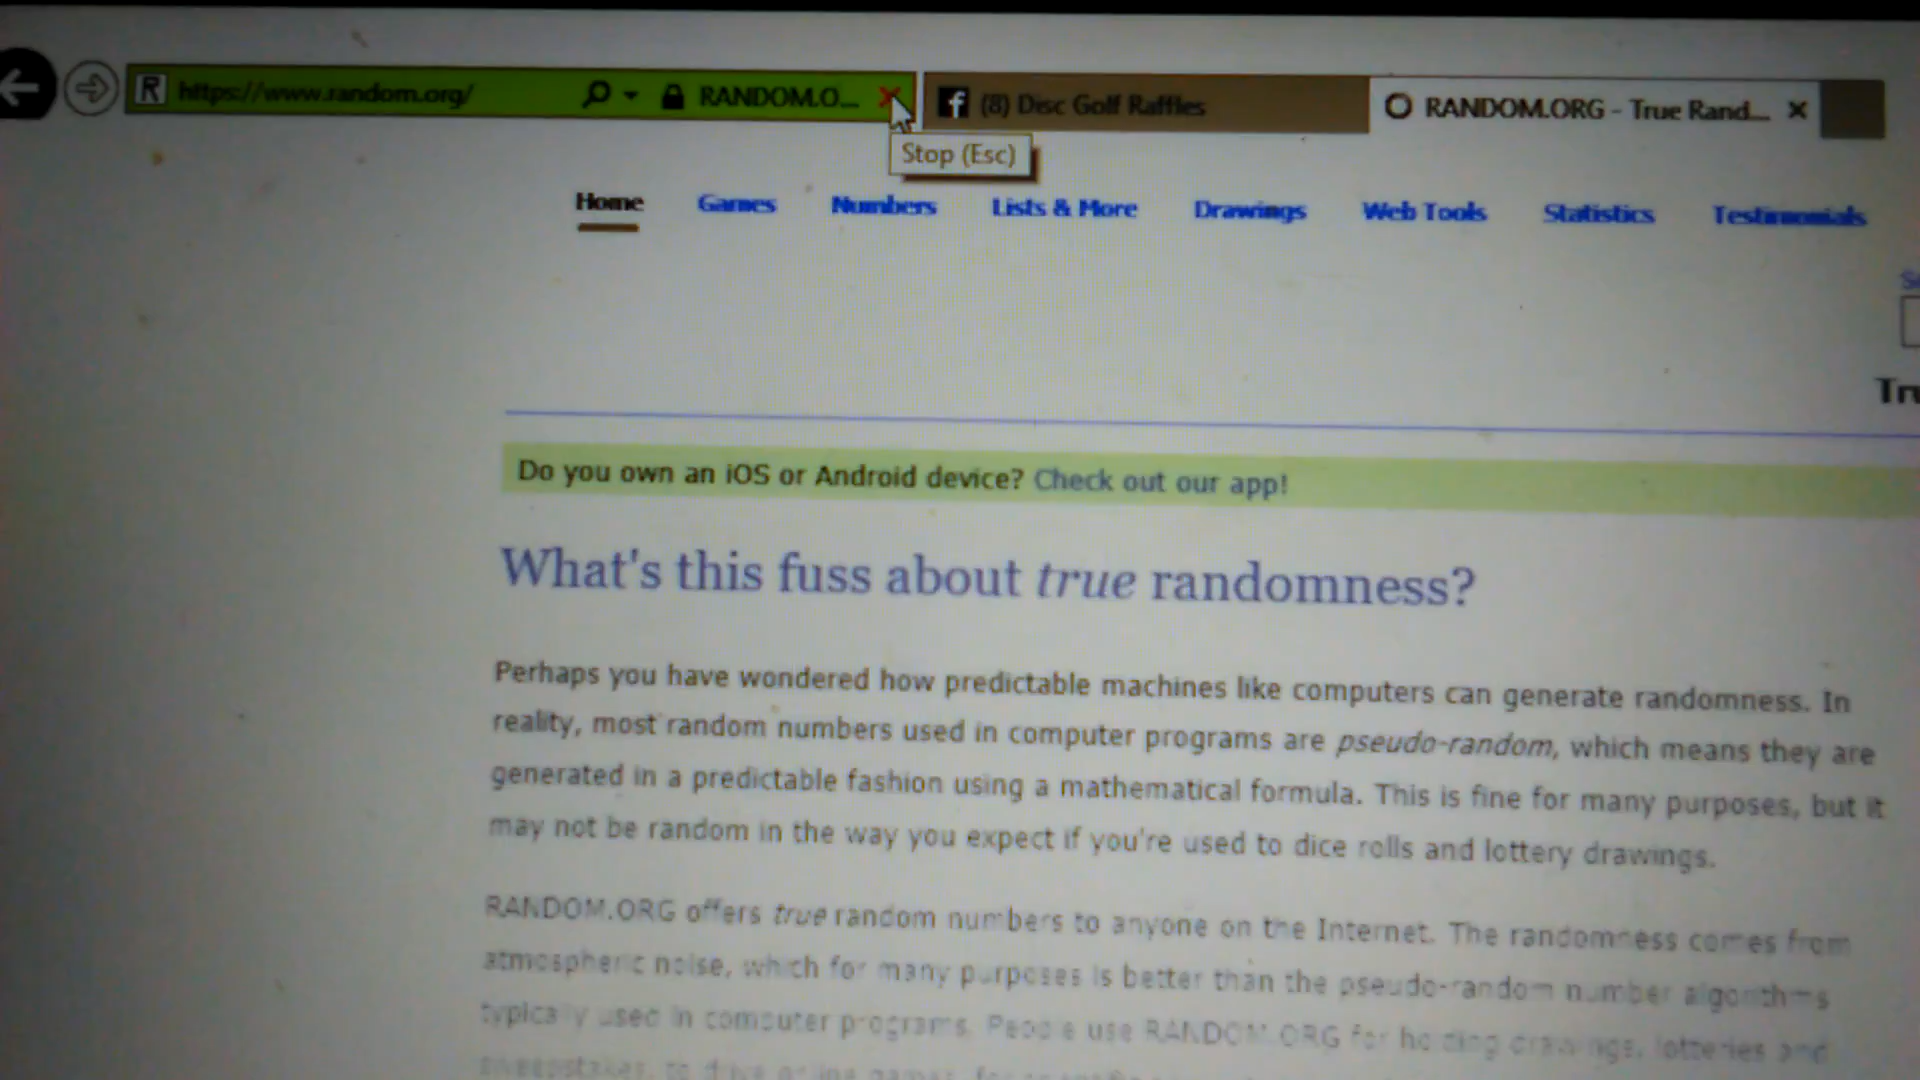 R https://www.random.org/ RANDOM.O... (8) Disc Golf Raffles RANDOM.ORG - True Rand...
Stop (Esc)
Home Games Numbers Lists & More Drawings Web Tools Statistics Testimonials
Do you own an iOS or Android device? Check out our app!
What's this fuss about true randomness?
Perhaps you have wondered how predictable machines like computers can generate randomness. In
reality, most random numbers used in computer programs are pseudo-random, which means they are
generated in a predictable fashion using a mathematical formula. This is fine for many purposes, but it
may not be random in the way you expect if you're used to dice rolls and lottery drawings.
RANDOM.ORG offers true random numbers to anyone on the Internet. The randomness comes from
atmospheric noise, which for many purposes is better than the pseudo-random number algorithms
typically used in computer programs. People use RANDOM.ORG for holding drawings, lotteries and
sweepstakes, to drive online games,